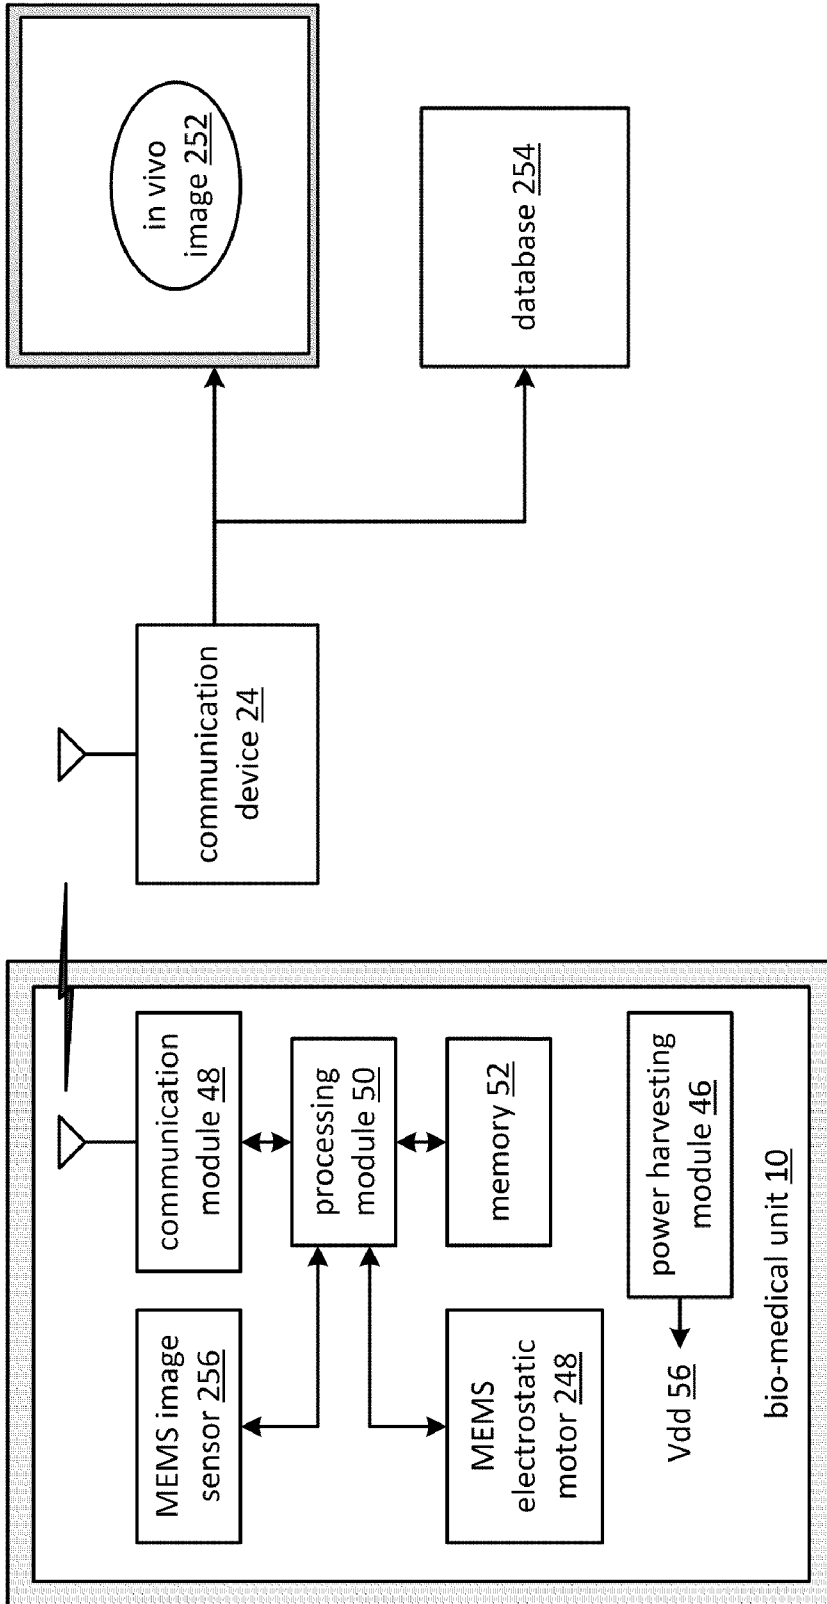 MEMS image
sensor 256
communication
module 48
processing
module 50
MEMS
electrostatic
motor 248
memory 52
Vdd 56
power harvesting
module 46
bio-medical unit 10
communication
device 24
in vivo
image 252
database 254